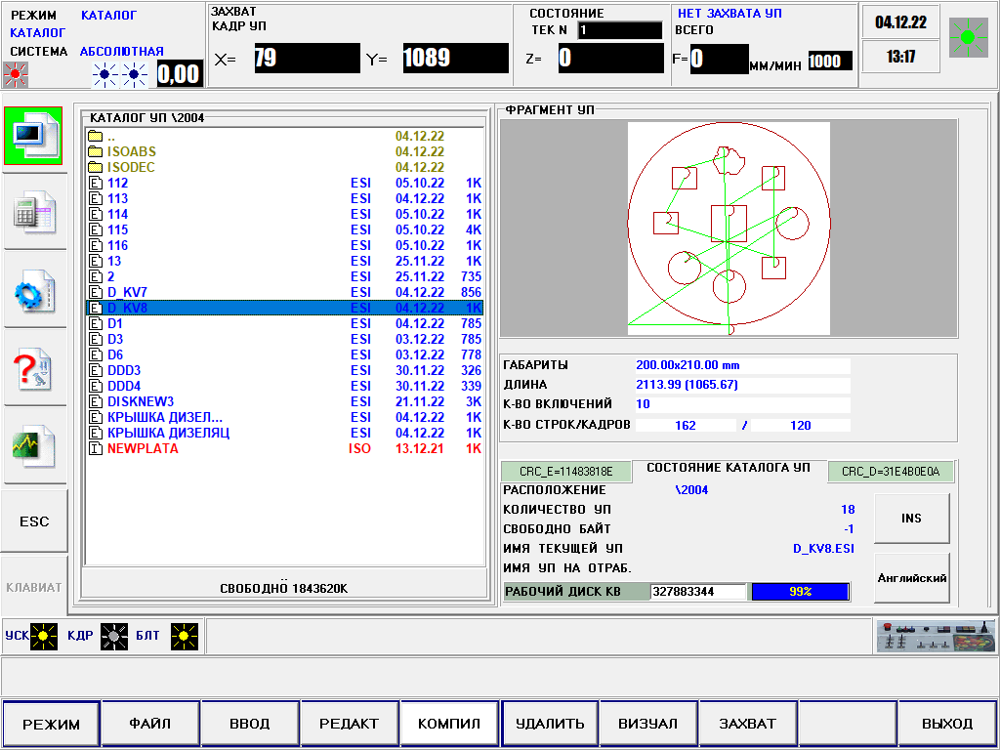 РЕЖИМ КАТАЛОГ
КАТАЛОГ
СИСТЕМА АБСОЛЮТНАЯ
0,00
ЗАХВАТ
КАДР УП
X= 79 Y= 1089
СОСТОЯНИЕ
ТЕК N 1
Z= 0
НЕТ ЗАХВАТА УП
ВСЕГО
F= 0 ММ/МИН 1000
04.12.22
13:17
КАТАЛОГ УП \2004
.. 04.12.22
ISOABS 04.12.22
ISODEC 04.12.22
E 112 ESI 05.10.22 1K
E 113 ESI 04.12.22 1K
E 114 ESI 05.10.22 1K
E 115 ESI 05.10.22 4K
E 116 ESI 05.10.22 1K
E 13 ESI 25.11.22 1K
E 2 ESI 25.11.22 735
E D_KV7 ESI 04.12.22 856
E D_KV8 ESI 04.12.22 1K
E D1 ESI 04.12.22 785
E D3 ESI 03.12.22 785
E D6 ESI 03.12.22 778
E DDD3 ESI 30.11.22 326
E DDD4 ESI 30.11.22 339
E DISKNEW3 ESI 21.11.22 3K
E КРЫШКА ДИЗЕЛ... ESI 04.12.22 1K
E КРЫШКА ДИЗЕЛЯЦ ESI 04.12.22 1K
I NEWPLATA ISO 13.12.21 1K
СВОБОДНО 1843620К
ФРАГМЕНТ УП
ГАБАРИТЫ 200.00x210.00 mm
ДЛИНА 2113.99 (1065.67)
К-ВО ВКЛЮЧЕНИЙ 10
К-ВО СТРОК/КАДРОВ 162 / 120
CRC_E=11483818E СОСТОЯНИЕ КАТАЛОГА УП CRC_D=31E4B0E0A
РАСПОЛОЖЕНИЕ \2004
КОЛИЧЕСТВО УП 18
СВОБОДНО БАЙТ -1
ИМЯ ТЕКУЩЕЙ УП D_KV8.ESI
ИМЯ УП НА ОТРАБ.
РАБОЧИЙ ДИСК КВ 327883344 99%
INS
Английский
ESC
КЛАВИАТ
УСК КДР БЛТ
РЕЖИМ ФАЙЛ ВВОД РЕДАКТ КОМПИЛ УДАЛИТЬ ВИЗУАЛ ЗАХВАТ ВЫХОД